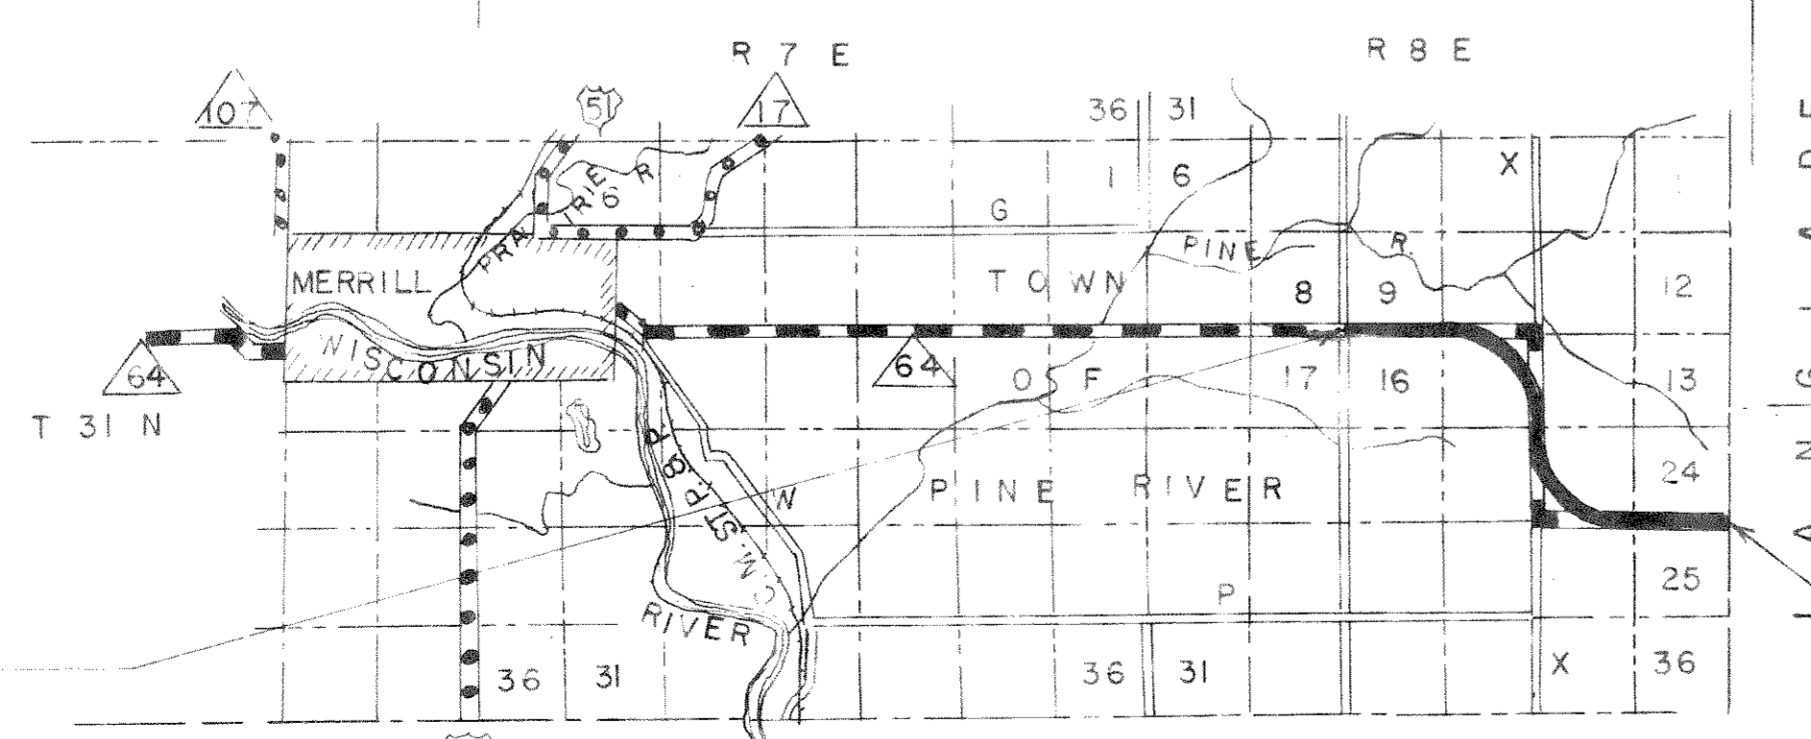 R 7 E
R 8 E
107
51
17
36 31
X
1 6
G
PRAIRIE R
6
MERRILL
TOWN
PINE R.
8 9
12
WISCONSIN
64
64
OF
17 16
13
T 31 N
C.M. ST.P. & P
W
PINE RIVER
24
25
P
RIVER
36 31
36 31
X
36